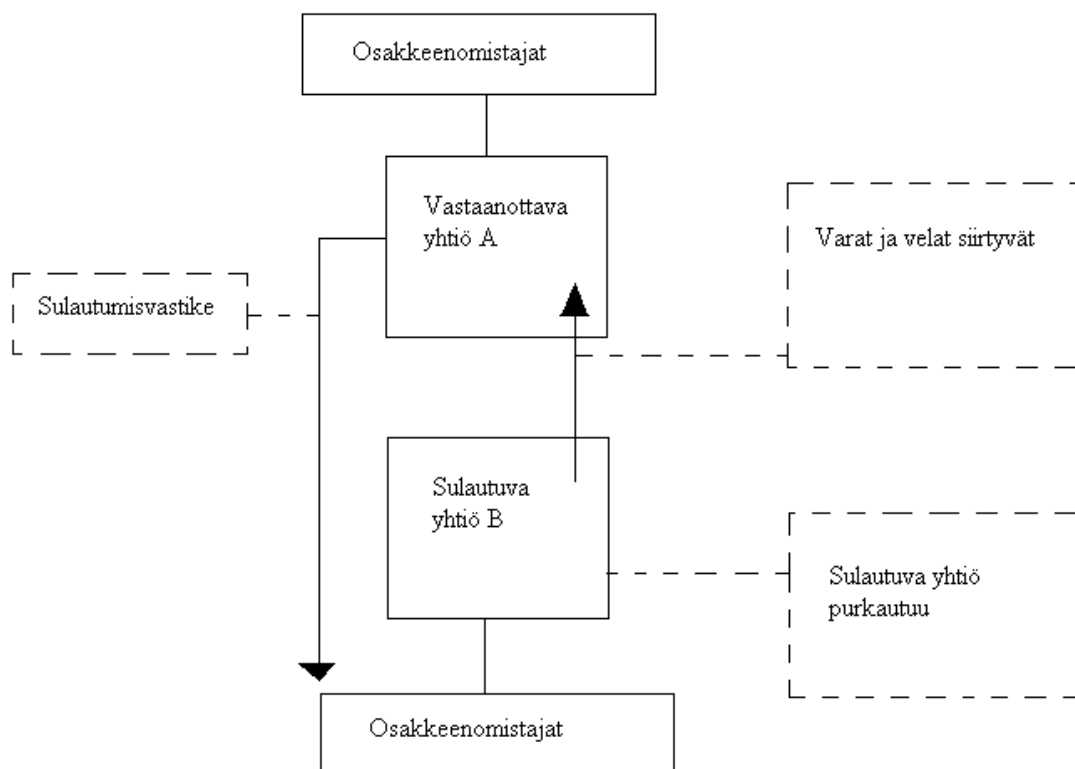 Osakkeenomistajat
Vastaanottava
yhtiö A
Varat ja velat siirtyvät
Sulautumisvastike
Sulautuva
yhtiö B
Sulautuva yhtiö
purkautuu
Osakkeenomistajat